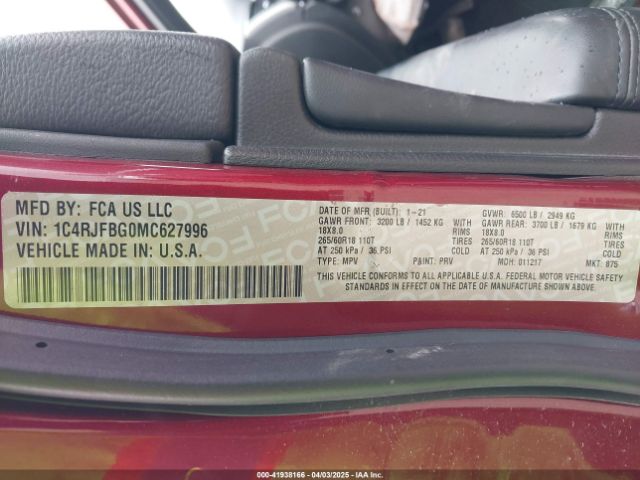 MFD BY: FCA US LLC
VIN: 1C4RJFBG0MC627996
VEHICLE MADE IN: U.S.A.
DATE OF MFR (BUILT): 1-21 GVWR: 6500 LB / 2949 KG
GAWR FRONT: 3200 LB / 1452 KG GAWR REAR: 3700 LB / 1679 KG
18X8.0 RIMS 18X8.0 RIMS
265/60R18 110T TIRES 265/60R18 110T TIRES
AT 250 kPa / 36 PSI COLD AT 250 kPa / 36 PSI COLD
TYPE: MPV PAINT: PRV MDH: 011217 MKT: 875
THIS VEHICLE CONFORMS TO ALL APPLICABLE U.S.A. FEDERAL MOTOR VEHICLE SAFETY
STANDARDS IN EFFECT ON THE DATE OF MANUFACTURE SHOWN ABOVE.
000-41938166 - 04/03/2025 - IAAI.com